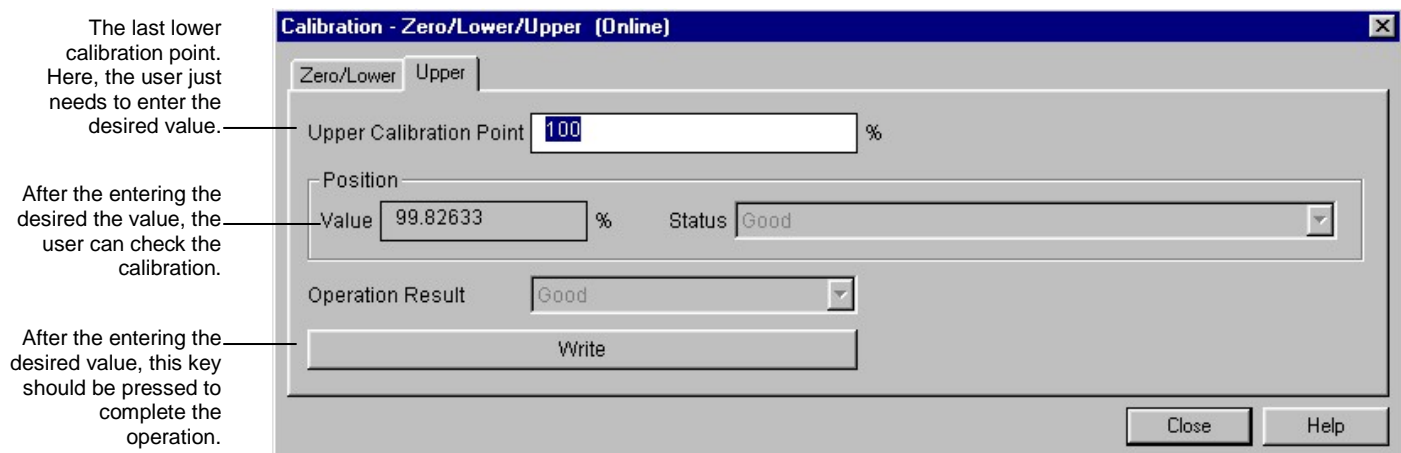 The last lower
calibration point.
Here, the user just
needs to enter the
desired value.
After the entering the
desired the value, the
user can check the
calibration.
After the entering the
desired value, this key
should be pressed to
complete the
operation.
Calibration - Zero/Lower/Upper (Online)
Zero/Lower Upper
Upper Calibration Point 100 %
Position
Value 99.82633 % Status Good
Operation Result Good
Write
Close Help